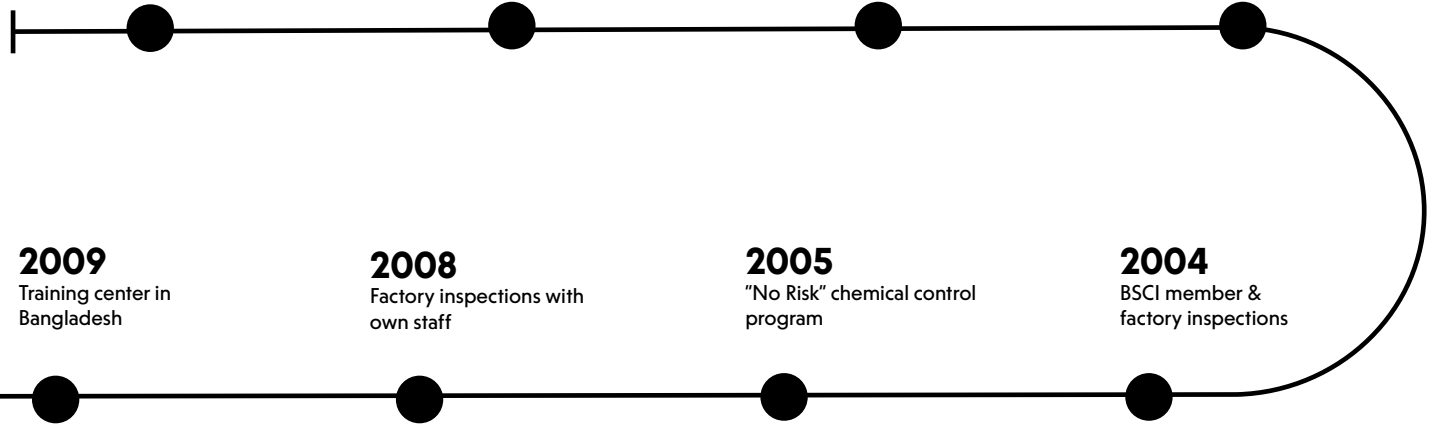 2009
Training center in
Bangladesh
2008
Factory inspections with
own staff
2005
"No Risk" chemical control
program
2004
BSCI member &
factory inspections